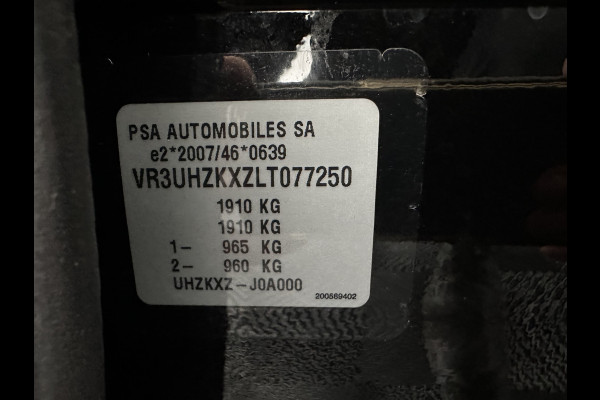 PSA AUTOMOBILES SA
e2*2007/46*0639
VR3UHZKXZLT077250
1910 KG
1910 KG
1- 965 KG
2- 960 KG
UHZKXZ-J0A000
200589402